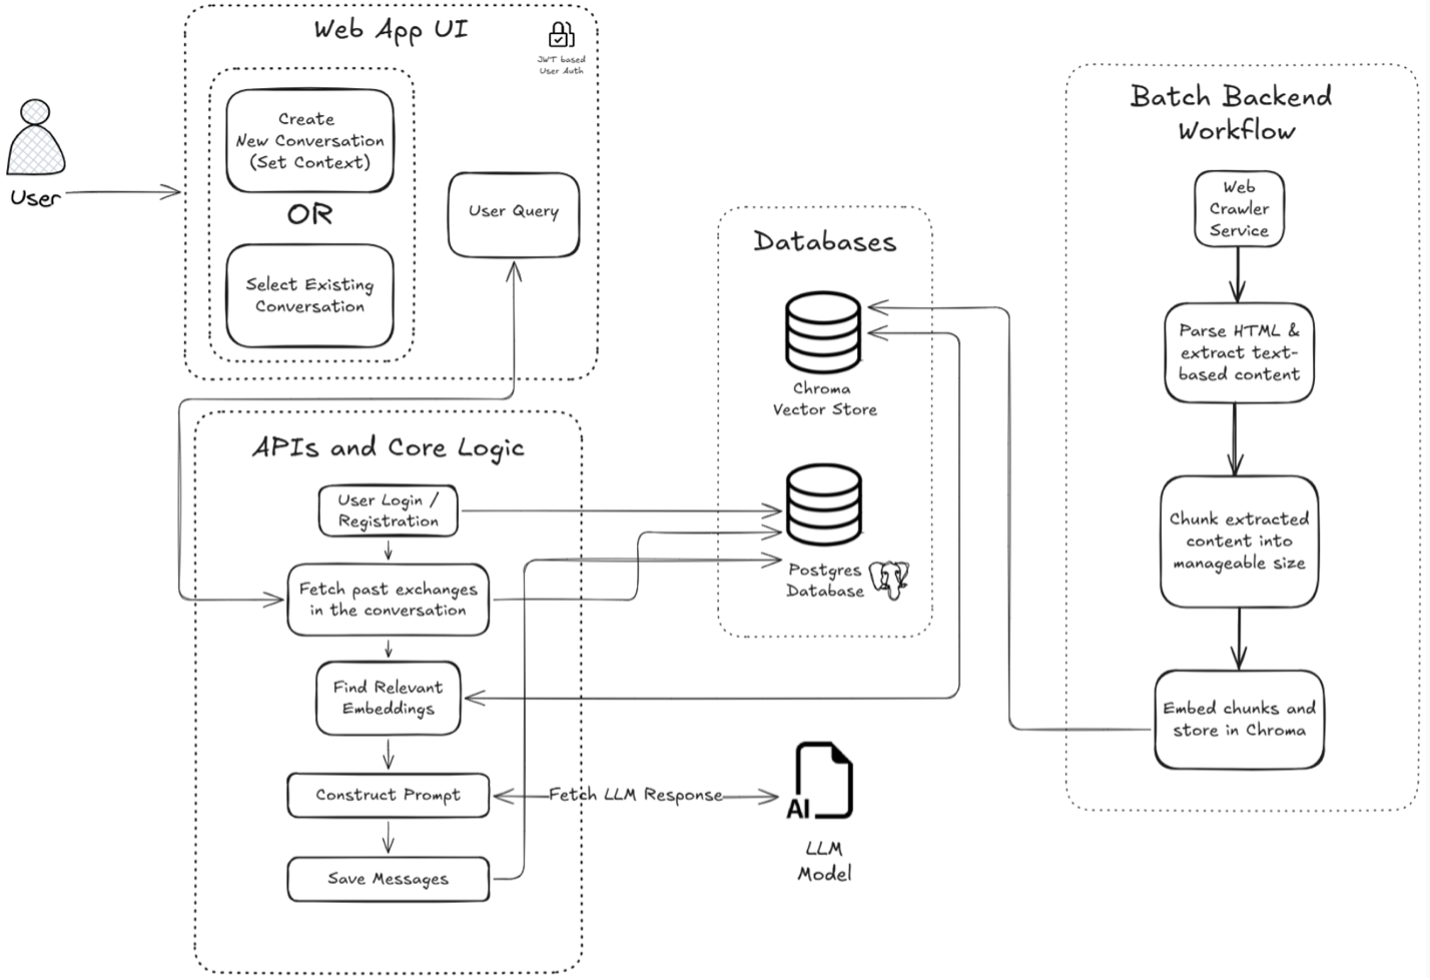 Web App UI
JWT based
User Auth
Create
New Conversation
(Set Context)
OR
Select Existing
Conversation
User Query
User
APIs and Core Logic
User Login /
Registration
Fetch past exchanges
in the conversation
Find Relevant
Embeddings
Construct Prompt
Save Messages
Fetch LLM Response
Databases
Chroma
Vector Store
Postgres
Database
AI
LLM
Model
Batch Backend
Workflow
Web
Crawler
Service
Parse HTML &
extract text-
based content
Chunk extracted
content into
manageable size
Embed chunks and
store in Chroma